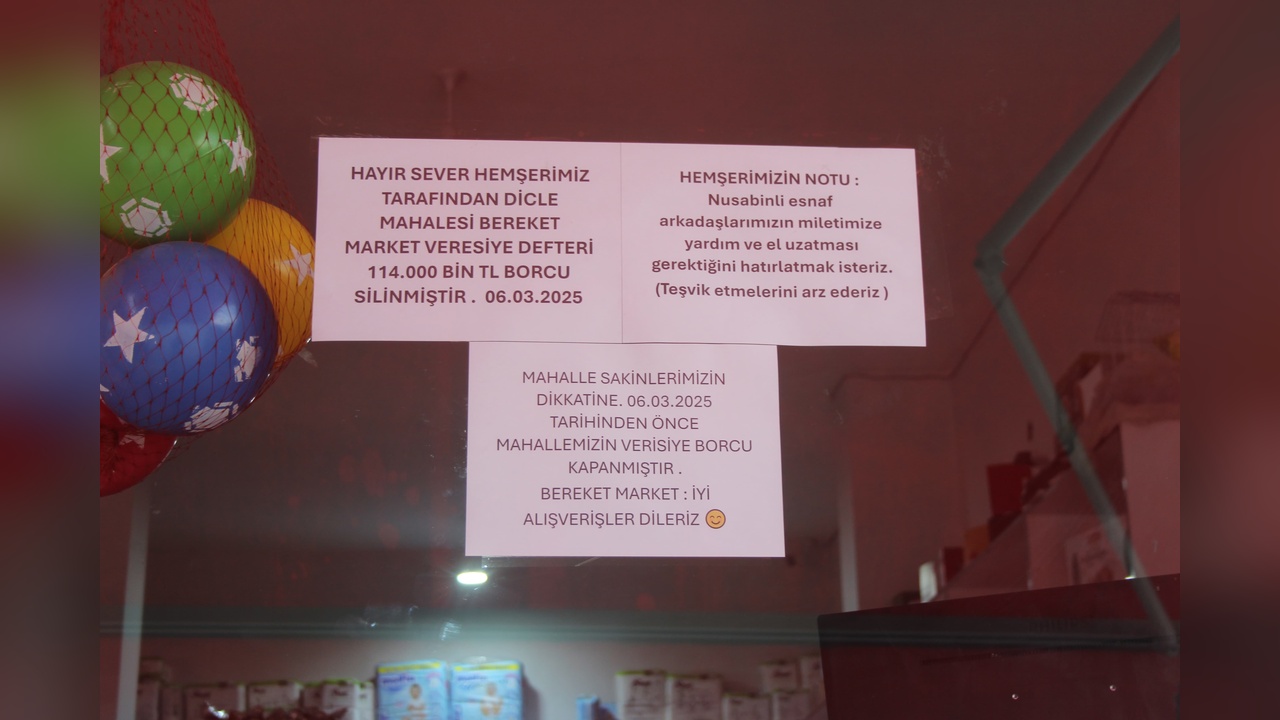 HAYIR SEVER HEMŞERİMİZ
TARAFINDAN DİCLE
MAHALESİ BEREKET
MARKET VERESİYE DEFTERİ
114.000 BİN TL BORCU
SİLİNMİŞTİR .  06.03.2025
HEMŞERİMİZİN NOTU :
Nusabinli esnaf
arkadaşlarımızın miletimize
yardım ve el uzatması
gerektiğini hatırlatmak isteriz.
(Teşvik etmelerini arz ederiz )
MAHALLE SAKİNLERİMİZİN
DİKKATİNE. 06.03.2025
TARİHİNDEN ÖNCE
MAHALLEMİZİN VERİSİYE BORCU
KAPANMIŞTIR .
BEREKET MARKET : İYİ
ALIŞVERİŞLER DİLERİZ 😊